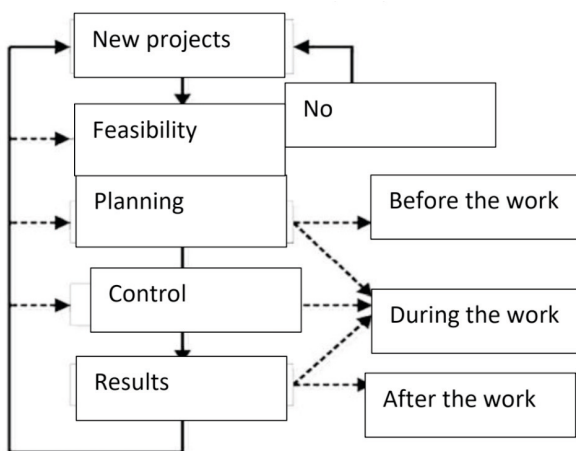 New projects
No
Feasibility
Planning
Before the work
Control
During the work
Results
After the work